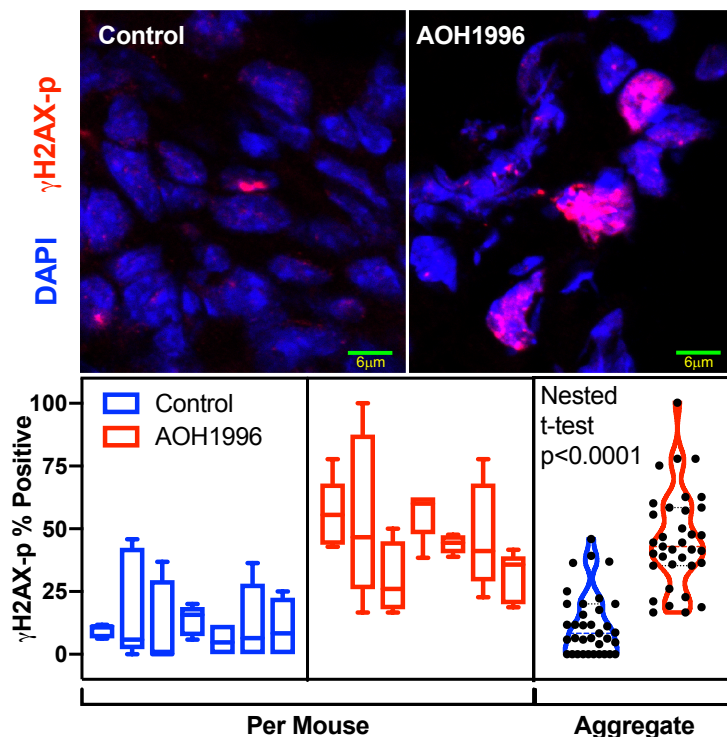 Control
AOH1996
γH2AX-p
DAPI
6μm
6μm
γH2AX-p % Positive
100
75
50
25
0
Control
AOH1996
Nested
t-test
p<0.0001
Per Mouse
Aggregate